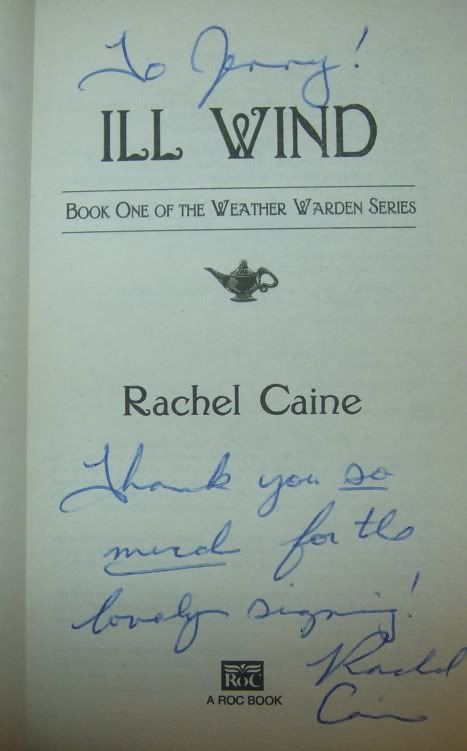 To Jenny!
ILL WIND
BOOK ONE OF THE WEATHER WARDEN SERIES
Rachel Caine
Thank you so
much for the
lovely signing!
Rachel
Caine
ROC
A ROC BOOK